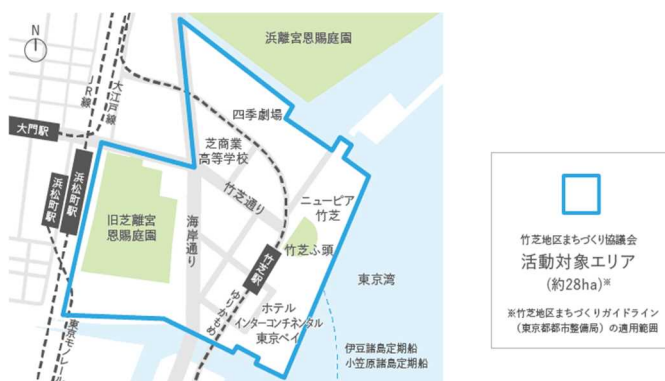 N
浜離宮恩賜庭園
JR線
大江戸線
大門駅
四季劇場
芝商業
高等学校
竹芝通り
ニューピア
竹芝
浜松町駅
浜松町駅
旧芝離宮
恩賜庭園
海岸通り
竹芝ふ頭
竹芝駅
東京湾
ゆりかもめ
ホテル
インターコンチネンタル
東京ベイ
東京モノレール
伊豆諸島定期船
小笠原諸島定期船
竹芝地区まちづくり協議会
活動対象エリア
(約28ha)※
※竹芝地区まちづくりガイドライン
（東京都都市整備局）の適用範囲